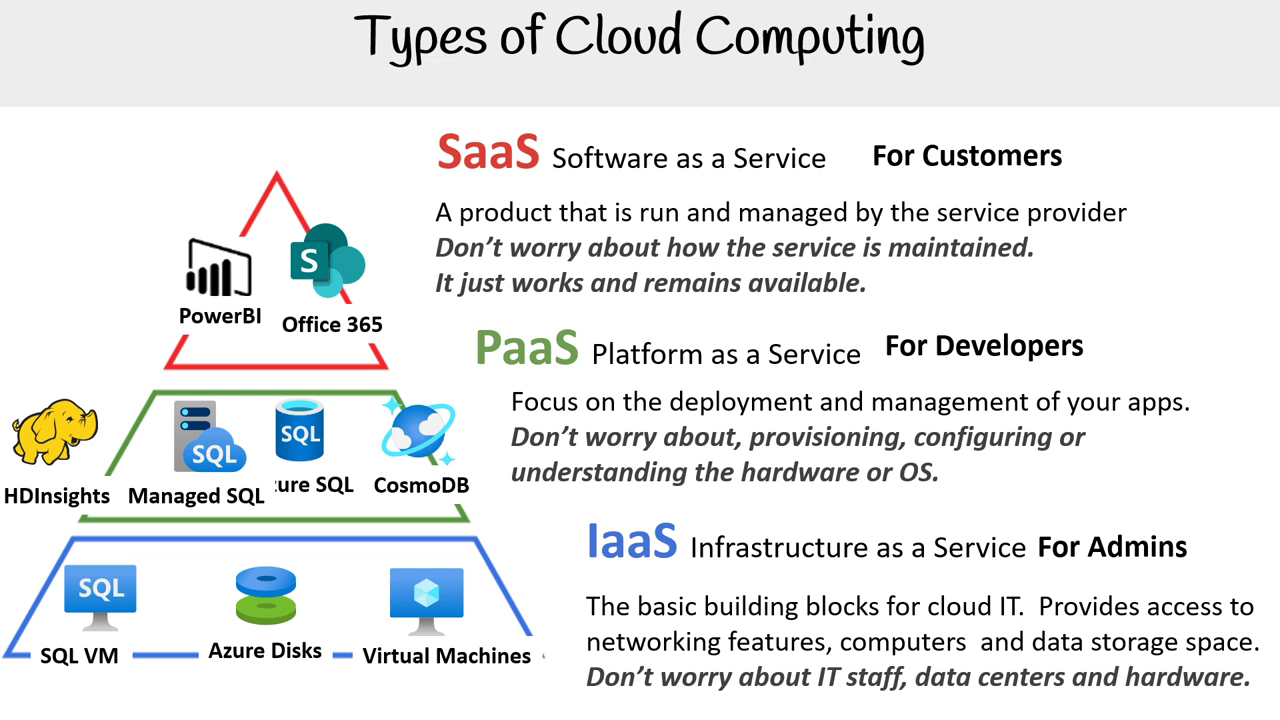 Types of Cloud Computing
SaaS Software as a Service For Customers
A product that is run and managed by the service provider
Don't worry about how the service is maintained.
It just works and remains available.
S
PowerBI
Office 365
PaaS Platform as a Service For Developers
Focus on the deployment and management of your apps.
Don't worry about, provisioning, configuring or
understanding the hardware or OS.
SQL
SQL
HDInsights
Managed SQL
ure SQL
CosmoDB
IaaS Infrastructure as a Service For Admins
The basic building blocks for cloud IT. Provides access to
networking features, computers and data storage space.
Don't worry about IT staff, data centers and hardware.
SQL
SQL VM
Azure Disks
Virtual Machines